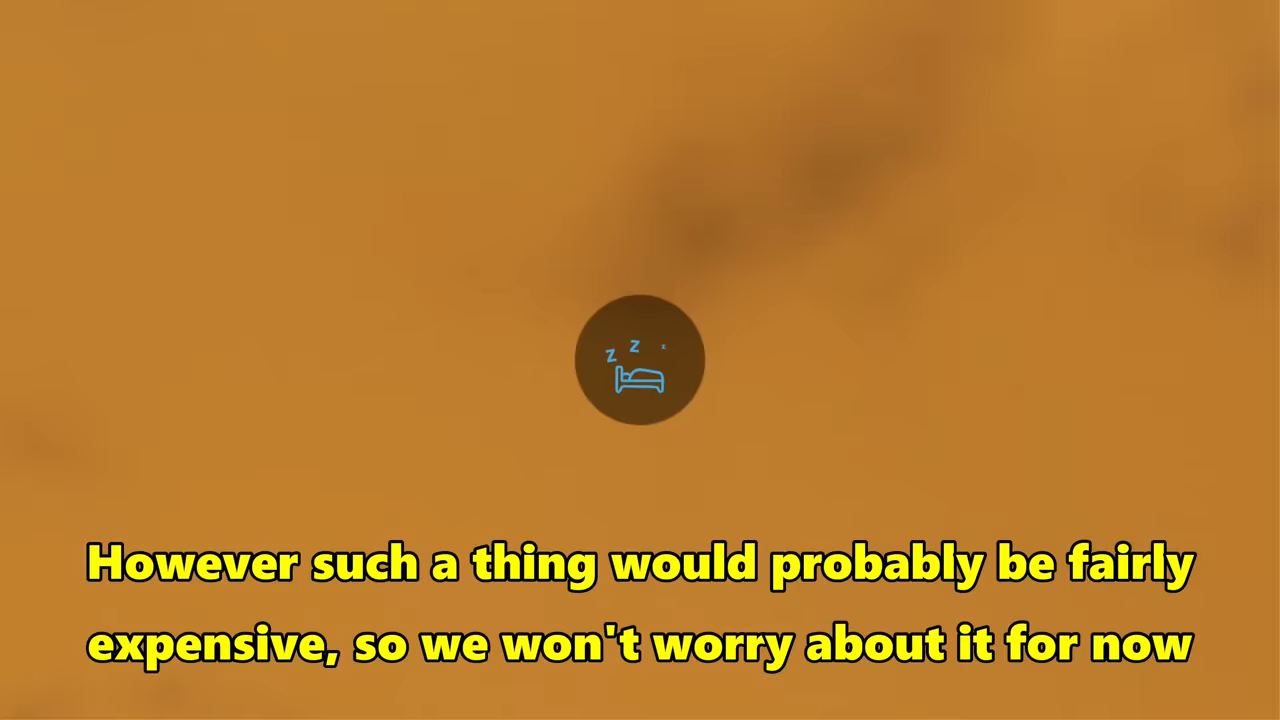 z z z
However such a thing would probably be fairly
expensive, so we won't worry about it for now